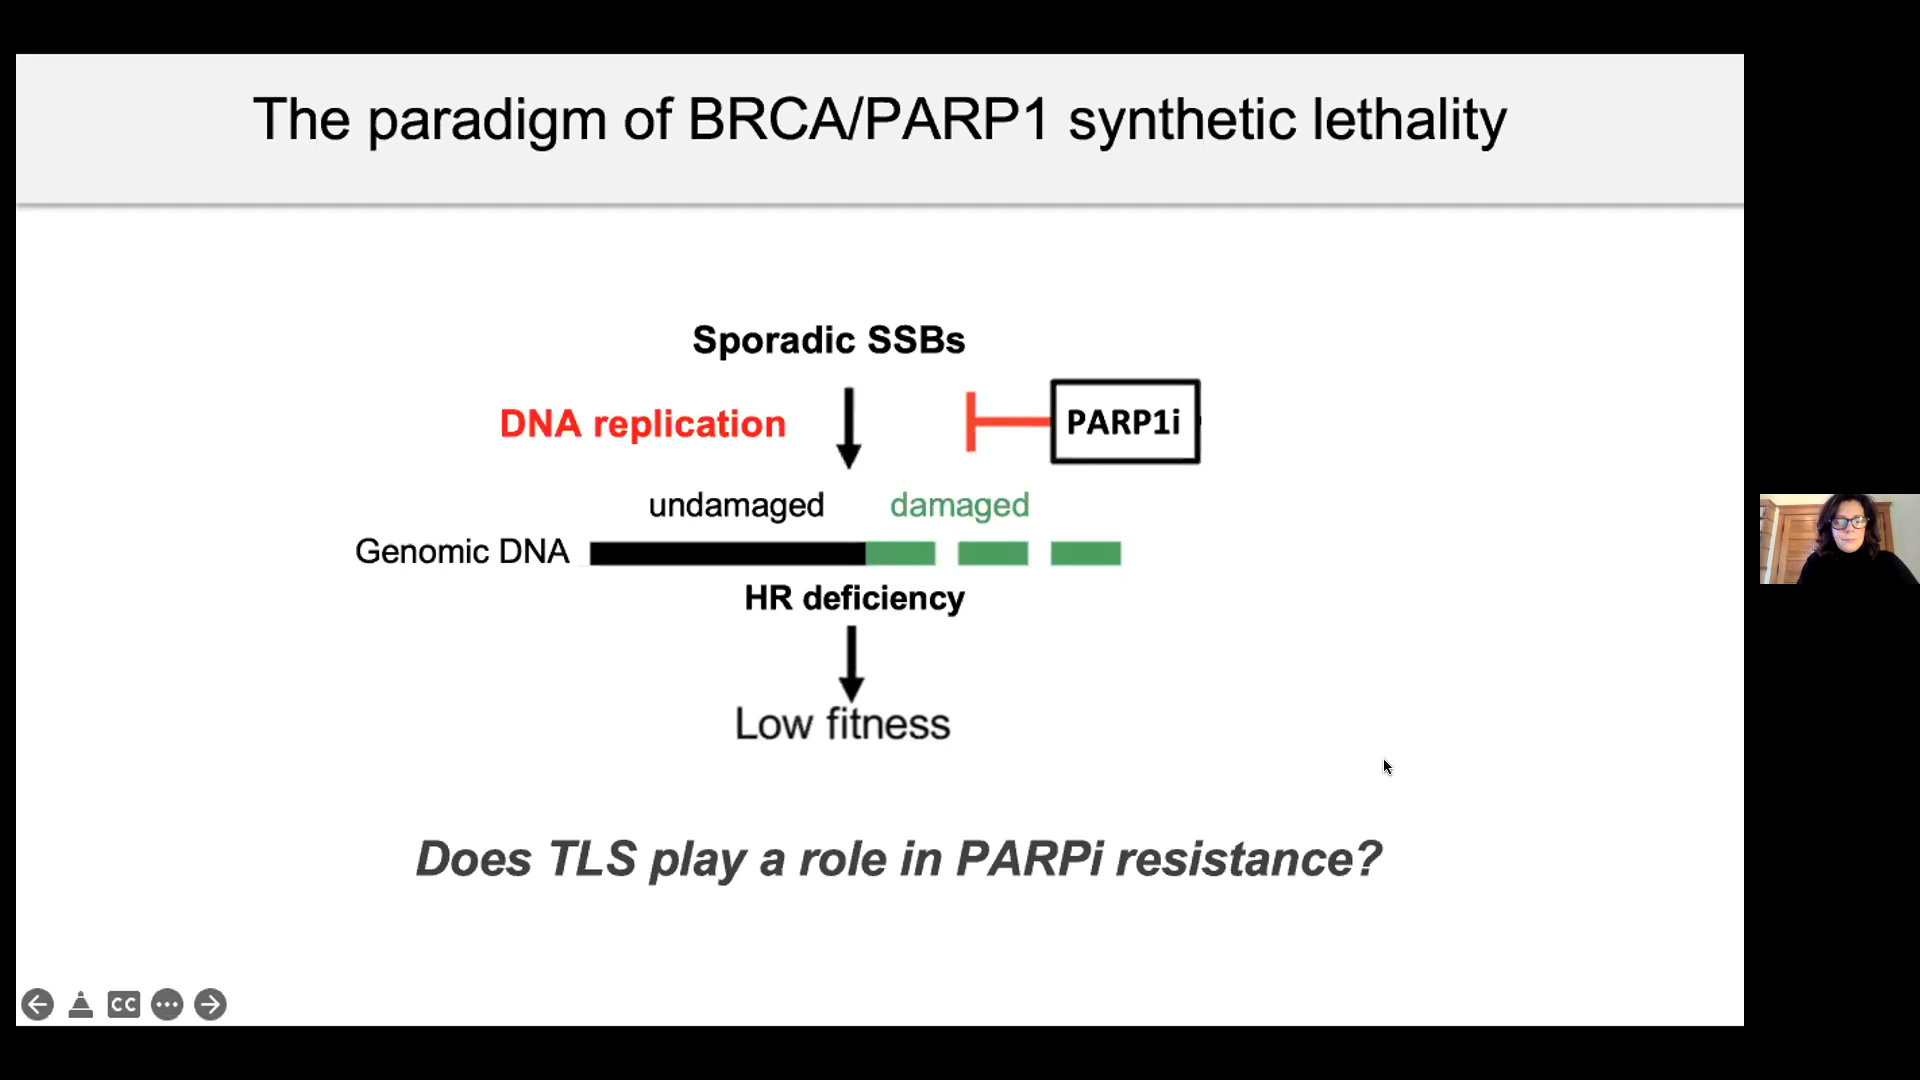 The paradigm of BRCA/PARP1 synthetic lethality
Sporadic SSBs
DNA replication
PARP1i
undamaged damaged
Genomic DNA
HR deficiency
Low fitness
Does TLS play a role in PARPi resistance?
CC